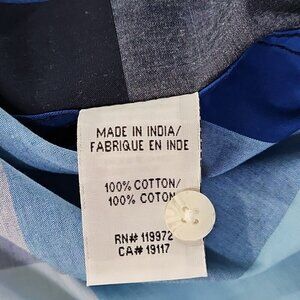 MADE IN INDIA/
FABRIQUE EN INDE
100% COTTON/
100% COTON
RN# 119972
CA# 19117